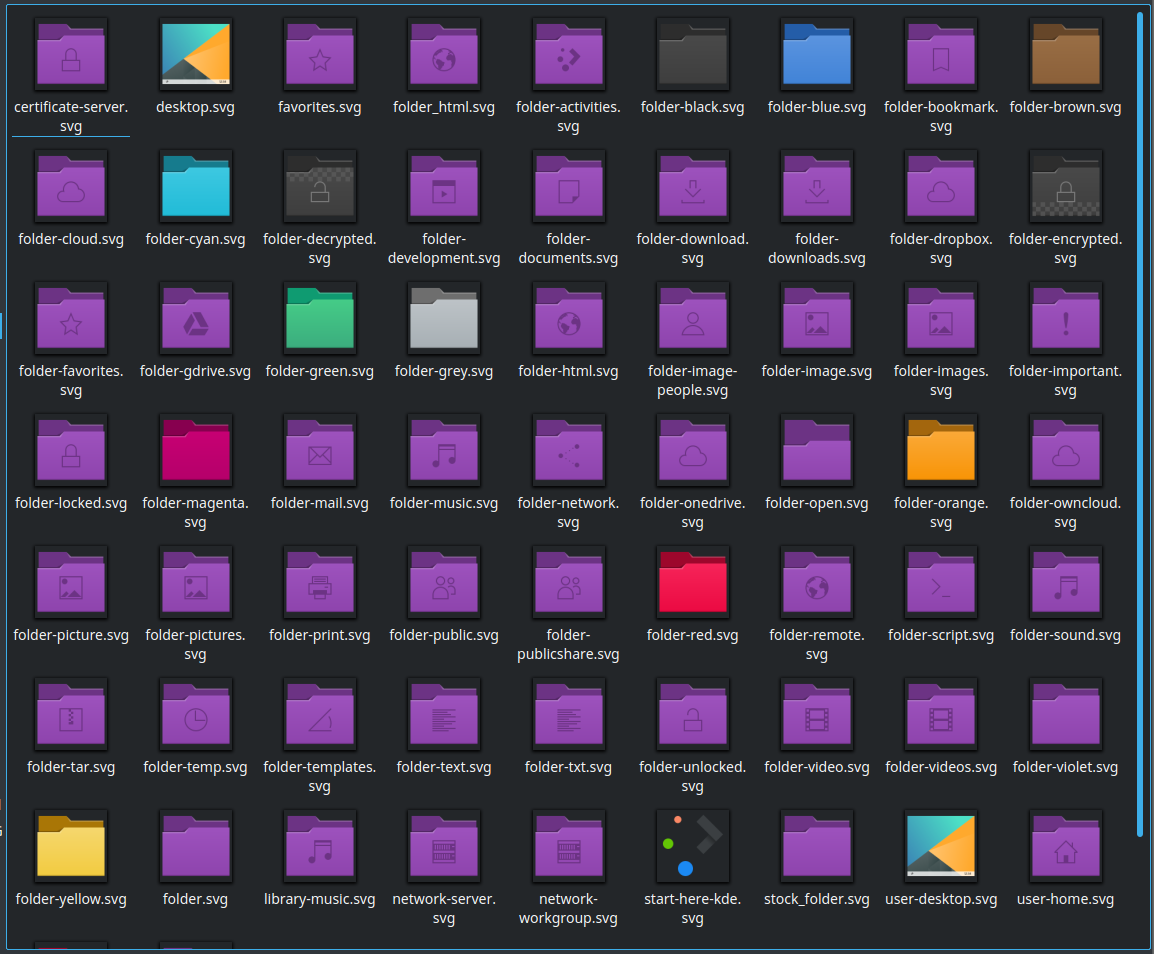 certificate-server.
svg
desktop.svg
favorites.svg
folder_html.svg
folder-activities.
svg
folder-black.svg
folder-blue.svg
folder-bookmark.
svg
folder-brown.svg
folder-cloud.svg
folder-cyan.svg
folder-decrypted.
svg
folder-
development.svg
folder-
documents.svg
folder-download.
svg
folder-
downloads.svg
folder-dropbox.
svg
folder-encrypted.
svg
folder-favorites.
svg
folder-gdrive.svg
folder-green.svg
folder-grey.svg
folder-html.svg
folder-image-
people.svg
folder-image.svg
folder-images.
svg
folder-important.
svg
folder-locked.svg
folder-magenta.
svg
folder-mail.svg
folder-music.svg
folder-network.
svg
folder-onedrive.
svg
folder-open.svg
folder-orange.
svg
folder-owncloud.
svg
folder-picture.svg
folder-pictures.
svg
folder-print.svg
folder-public.svg
folder-
publicshare.svg
folder-red.svg
folder-remote.
svg
folder-script.svg
folder-sound.svg
folder-tar.svg
folder-temp.svg
folder-templates.
svg
folder-text.svg
folder-txt.svg
folder-unlocked.
svg
folder-video.svg
folder-videos.svg
folder-violet.svg
folder-yellow.svg
folder.svg
library-music.svg
network-server.
svg
network-
workgroup.svg
start-here-kde.
svg
stock_folder.svg
user-desktop.svg
user-home.svg